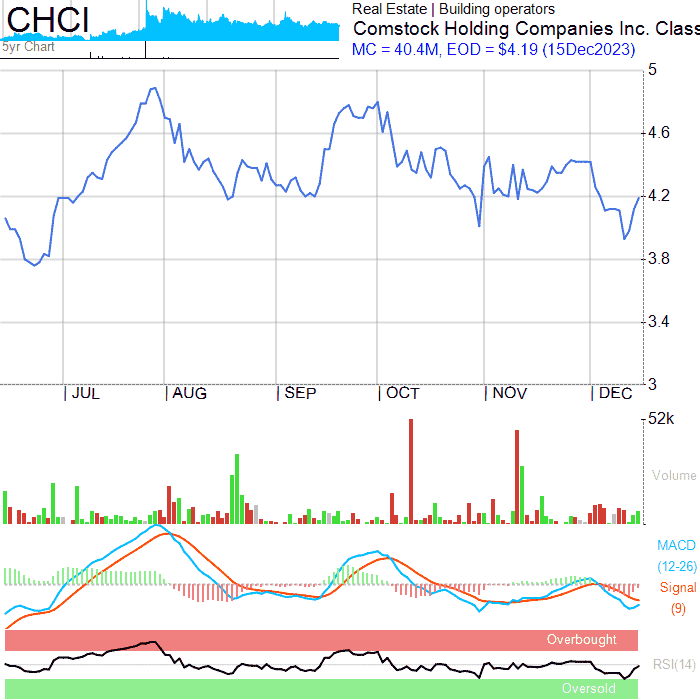 CHCI
5yr Chart
Real Estate | Building operators
Comstock Holding Companies Inc. Class
MC = 40.4M, EOD = $4.19 (15Dec2023)
5
4.6
4.2
3.8
3.4
3
JUL AUG SEP OCT NOV DEC
52k
Volume
MACD
(12-26)
Signal
(9)
Overbought
RSI(14)
Oversold